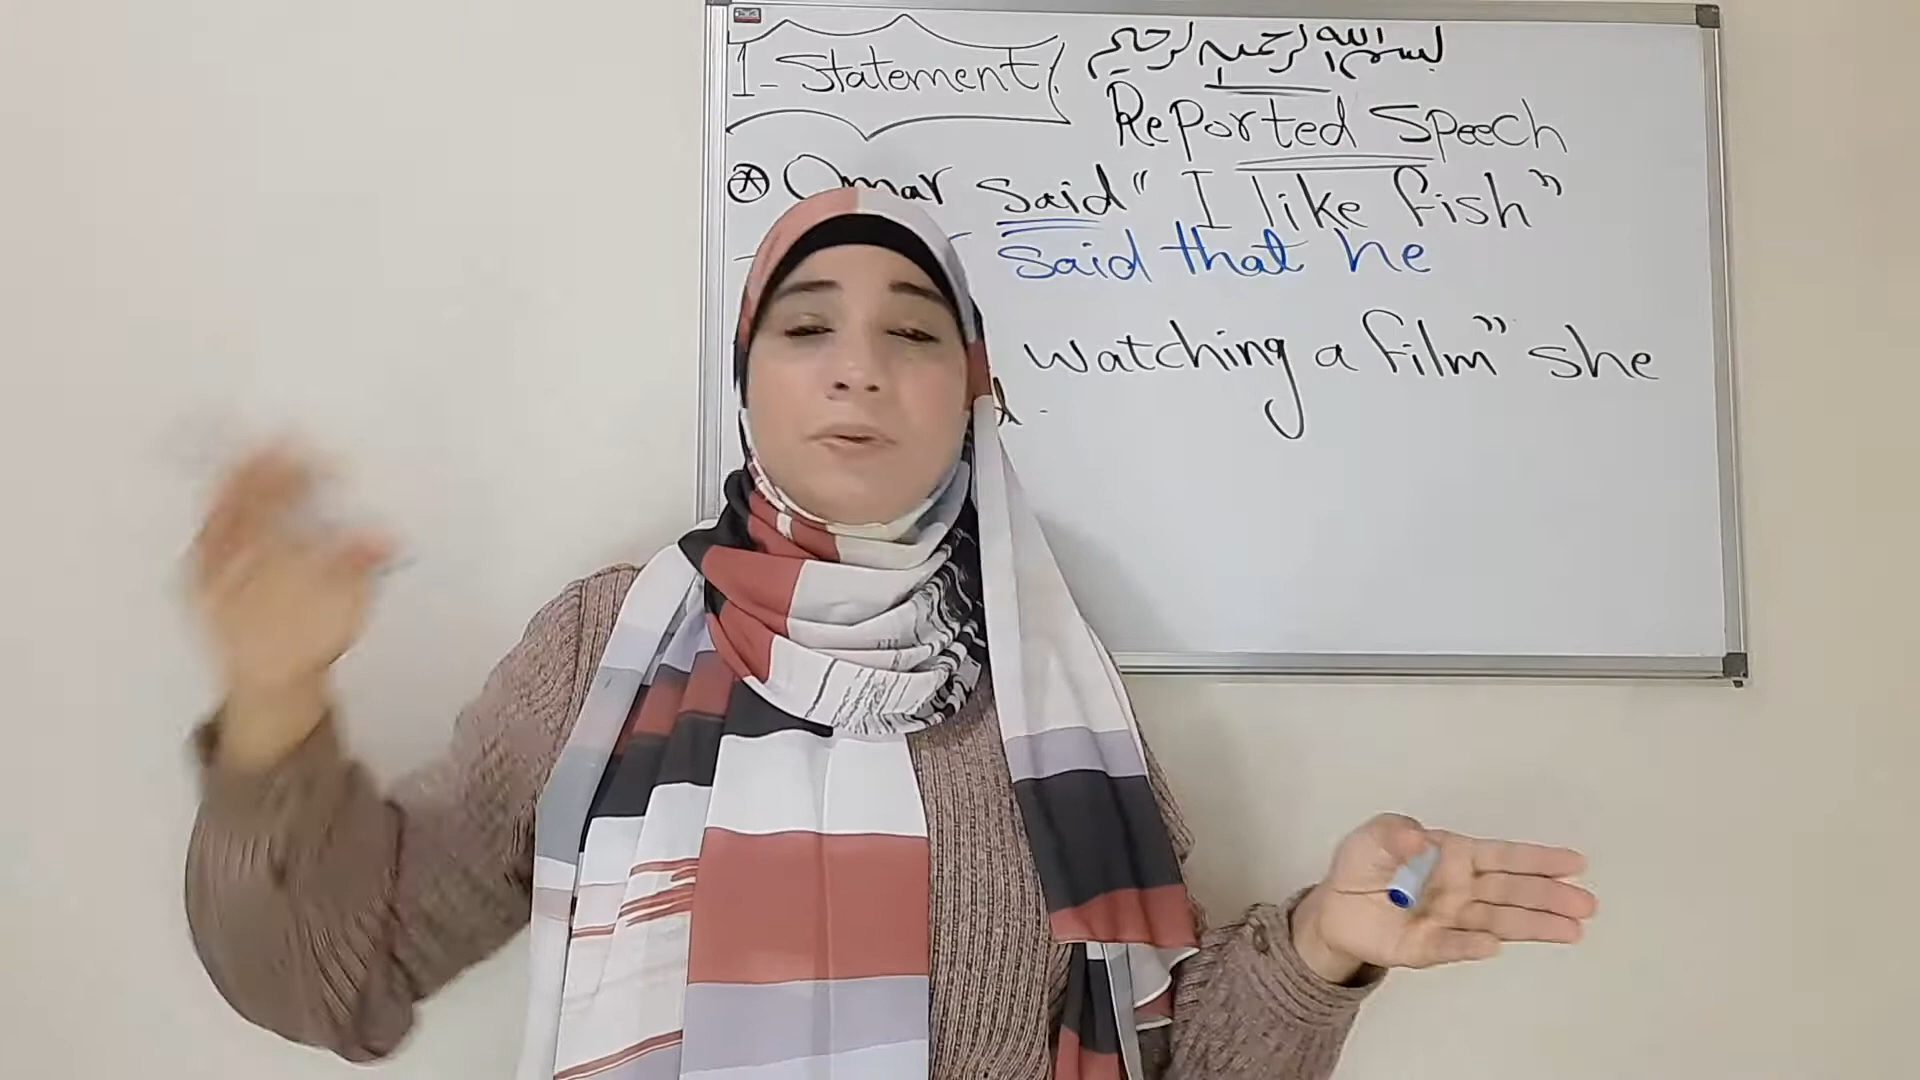 1- Statement
بسم الله الرحمن الرحيم
Reported Speech
Omar said " I like fish "
said that he
watching a film " she